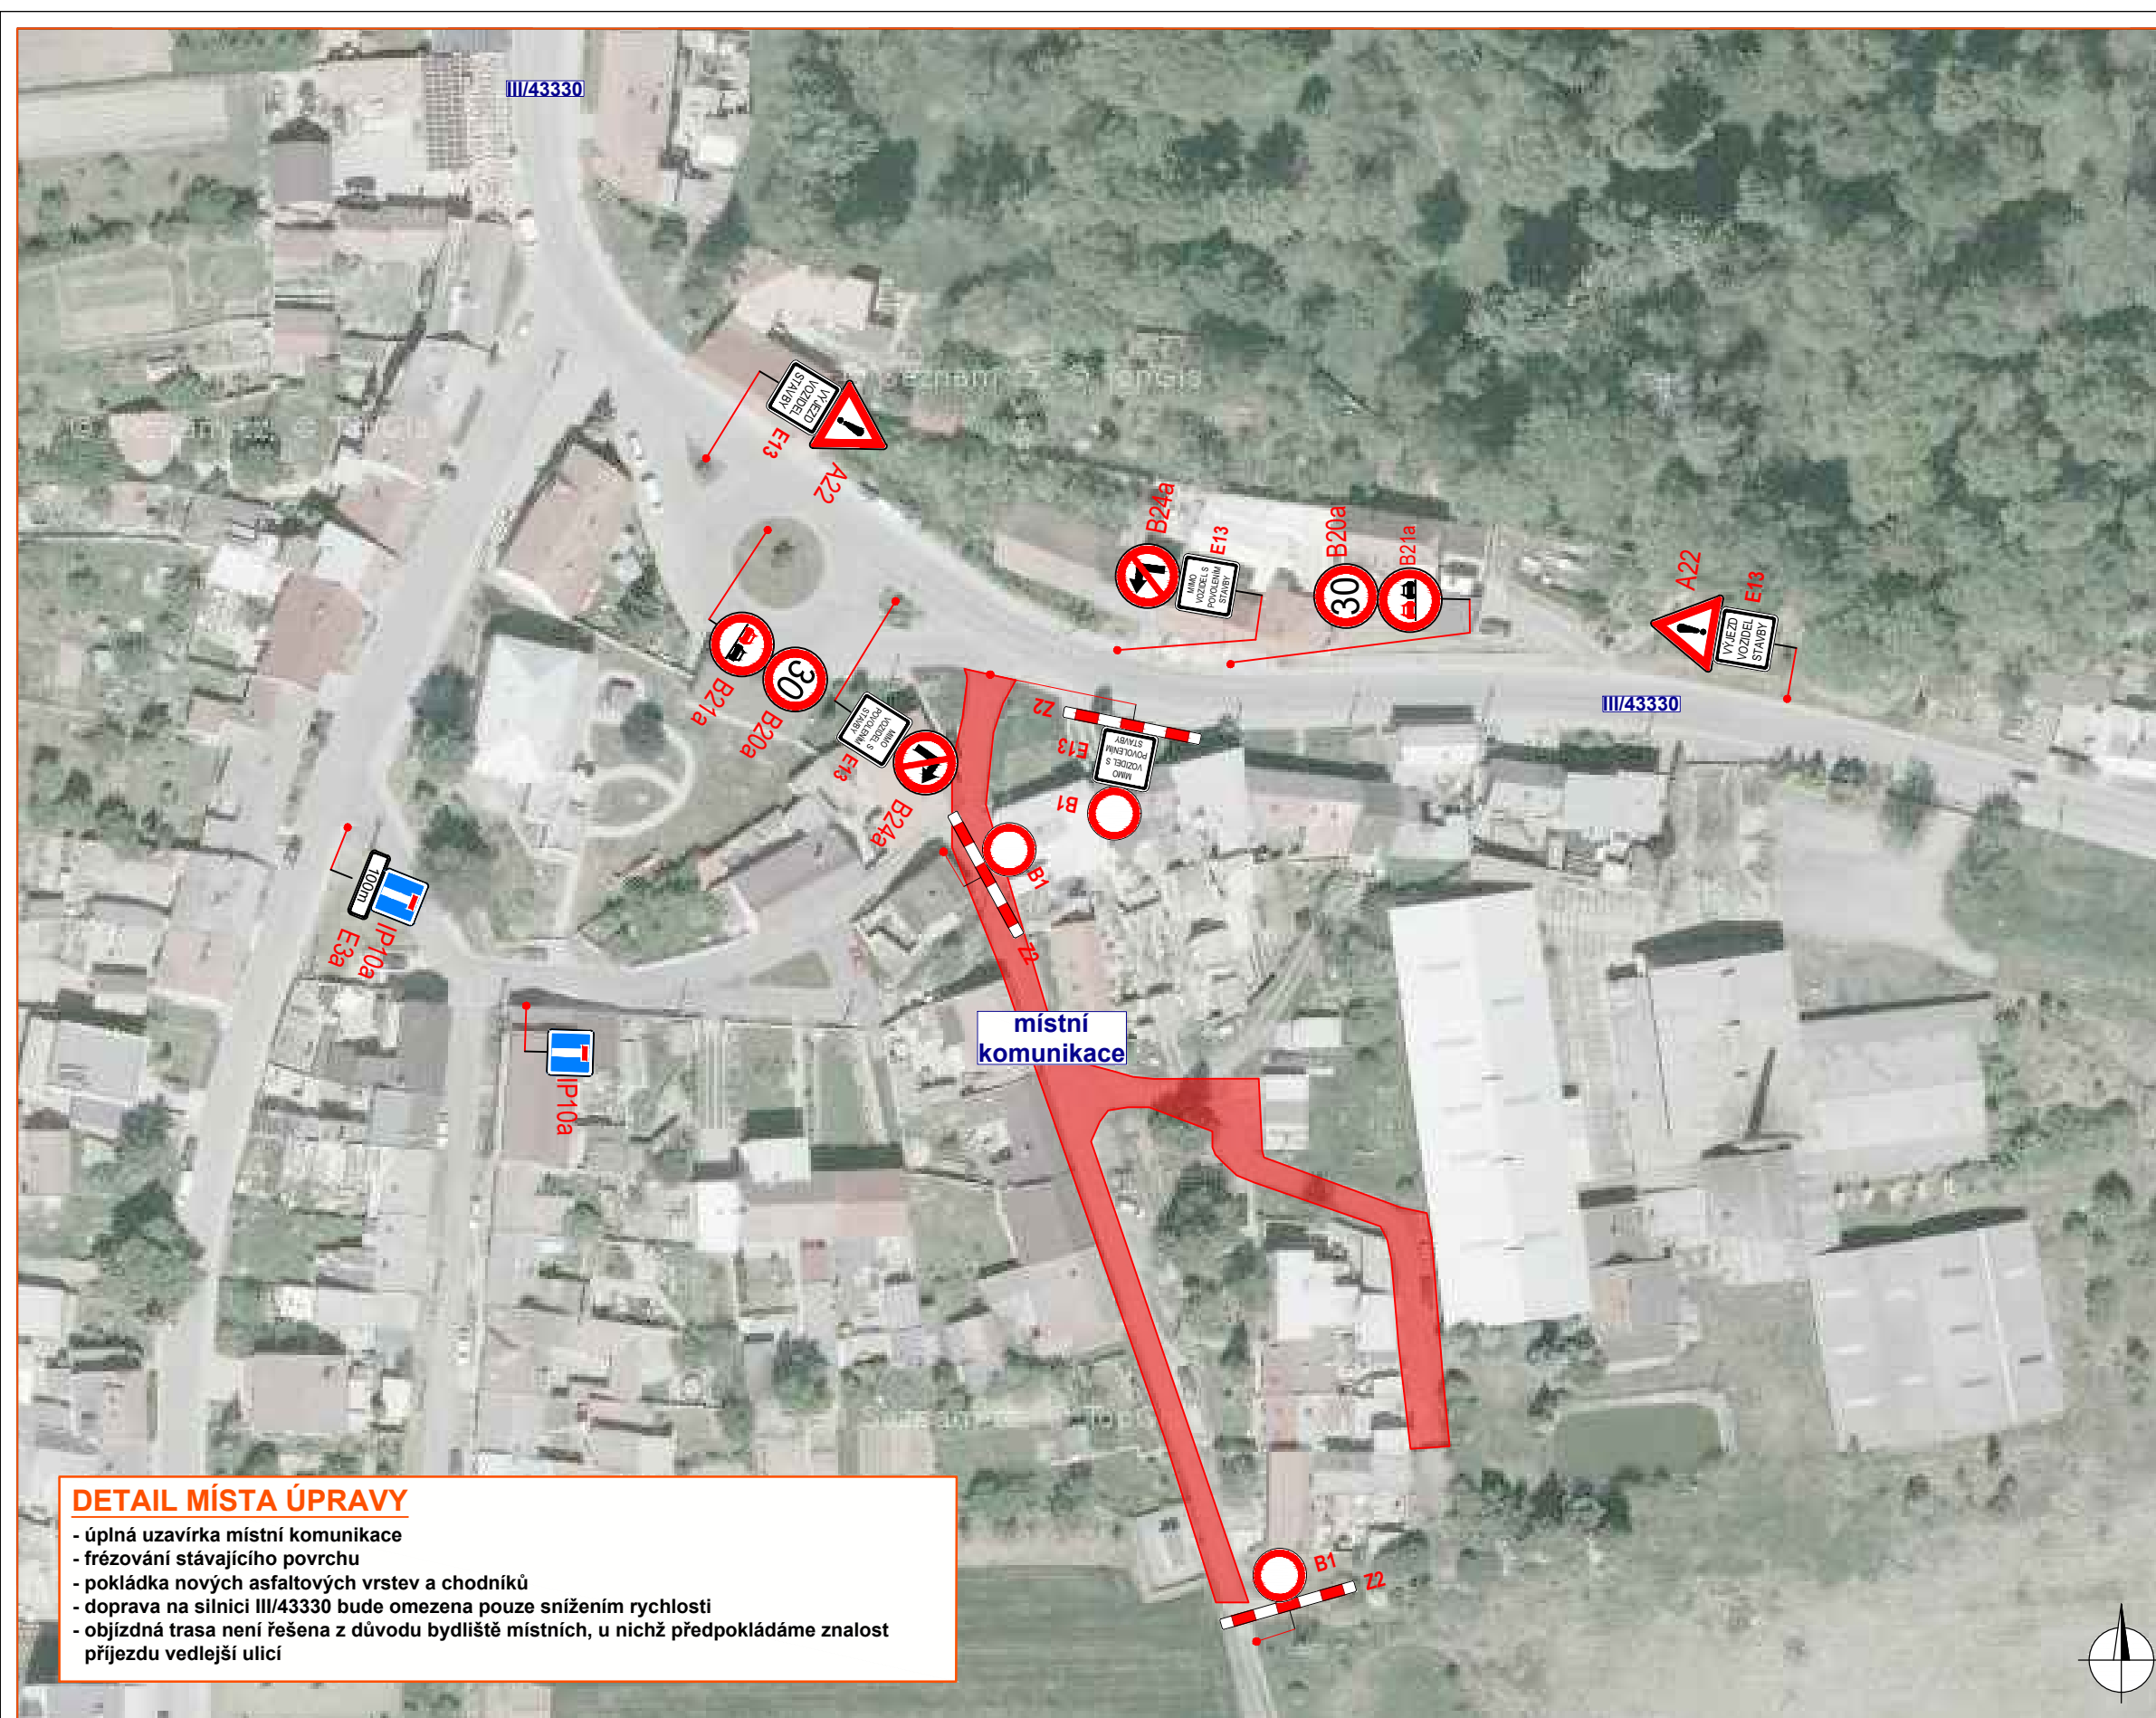 III/43330
VÝJEZD
VOZIDEL
STAVBY
E13
A22
B24a
E13
MIMO
VOZIDEL S
POVOLENÍM
STAVBY
B20a
30
B21a
A22
E13
VÝJEZD
VOZIDEL
STAVBY
III/43330
B21a
30
B20a
MIMO
VOZIDEL S
POVOLENÍM
STAVBY
E13
B24a
Z2
E13
MIMO
VOZIDEL S
POVOLENÍM
STAVBY
B1
B1
Z2
100m
E3a
IP10a
IP10a
místní
komunikace
B1
Z2
DETAIL MÍSTA ÚPRAVY
- úplná uzavírka místní komunikace
- frézování stávajícího povrchu
- pokládka nových asfaltových vrstev a chodníků
- doprava na silnici III/43330 bude omezena pouze snížením rychlosti
- objízdná trasa není řešena z důvodu bydliště místních, u nichž předpokládáme znalost
příjezdu vedlejší ulicí